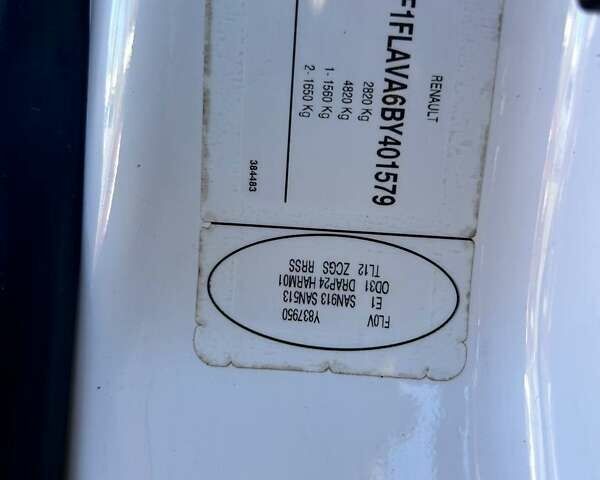 RENAULT
F1FLAVA6BY401579
2820 Kg
4820 Kg
1- 1560 Kg
2- 1650 Kg
384483
FL0V Y837950
E1 SAN913 SAN513
0D31 DRAP24 HARM01
TL12 ZCGS RRSS